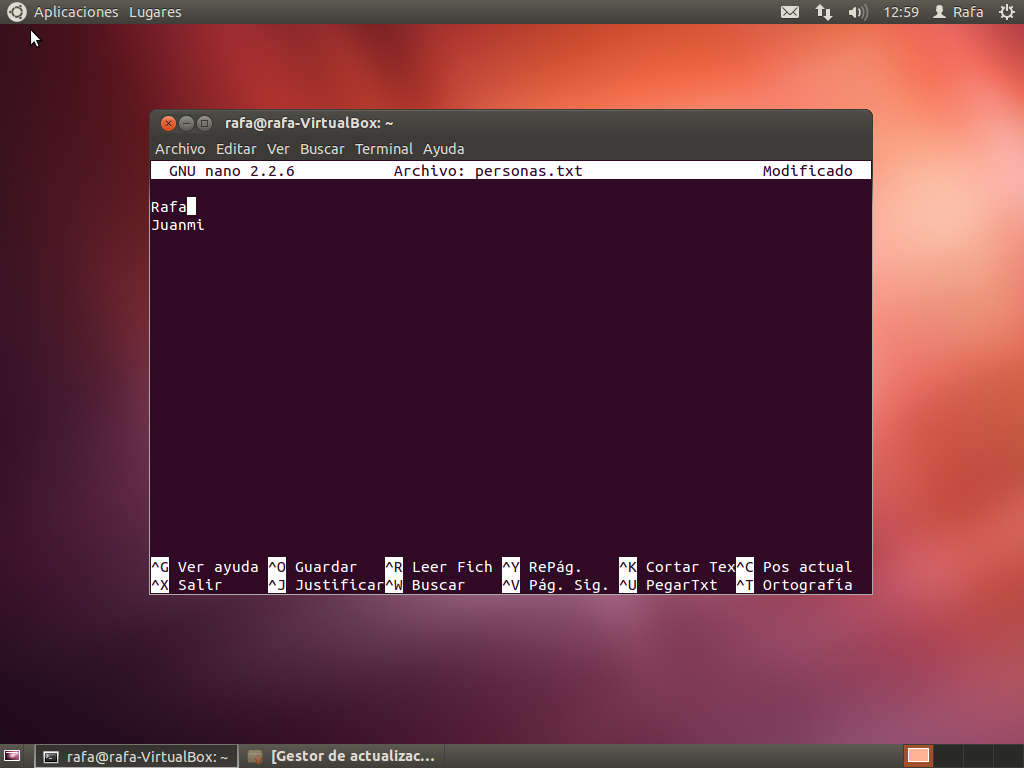 Aplicaciones Lugares 12:59 Rafa
rafa@rafa-VirtualBox: ~
Archivo Editar Ver Buscar Terminal Ayuda
GNU nano 2.2.6 Archivo: personas.txt Modificado
Rafa
Juanmi
^G Ver ayuda ^O Guardar ^R Leer Fich ^Y RePág. ^K Cortar Tex ^C Pos actual
^X Salir ^J Justificar ^W Buscar ^V Pág. Sig. ^U PegarTxt ^T Ortografía
rafa@rafa-VirtualBox: ~ [Gestor de actualizac...